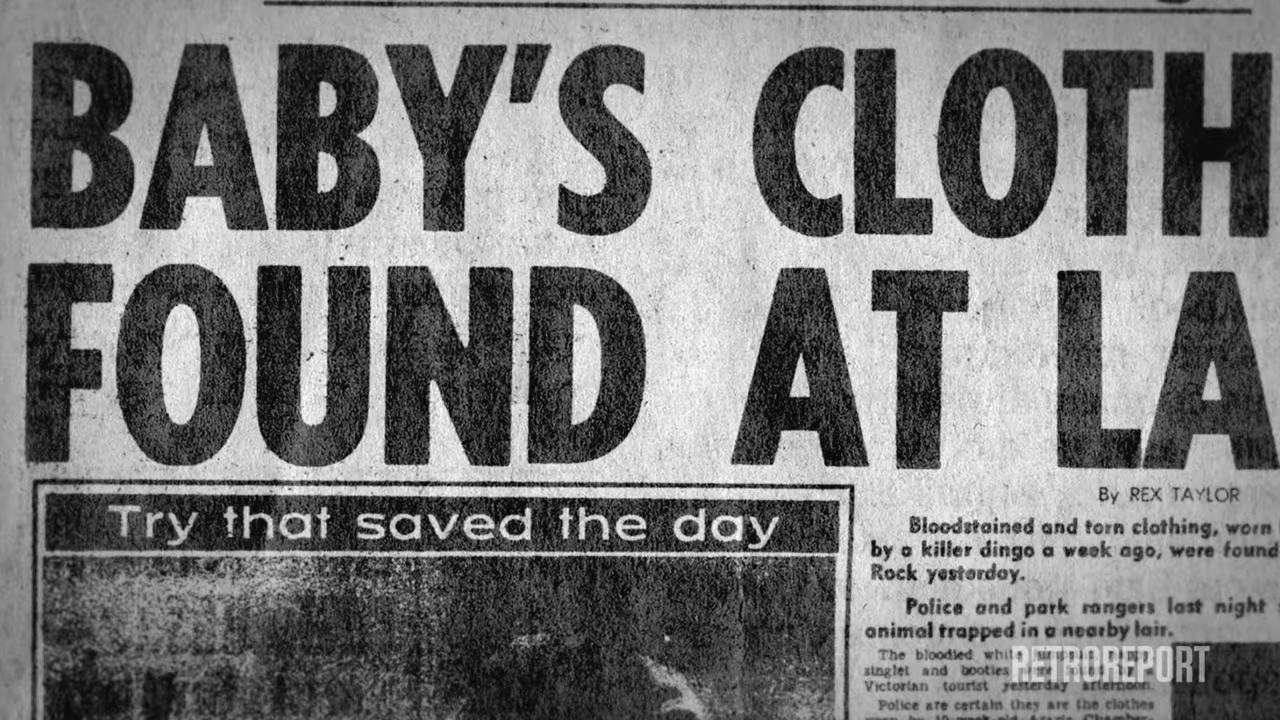 BABY'S CLOTH
FOUND AT LA
Try that saved the day
By REX TAYLOR
Bloodstained and torn clothing, worn
by a killer dingo a week ago, were found
Rock yesterday.
Police and park rangers last night
animal trapped in a nearby lair.
The bloodied white
singlet and booties were
Victorian tourist yesterday afternoon.
Police are certain they are the clothes
RETROREPORT